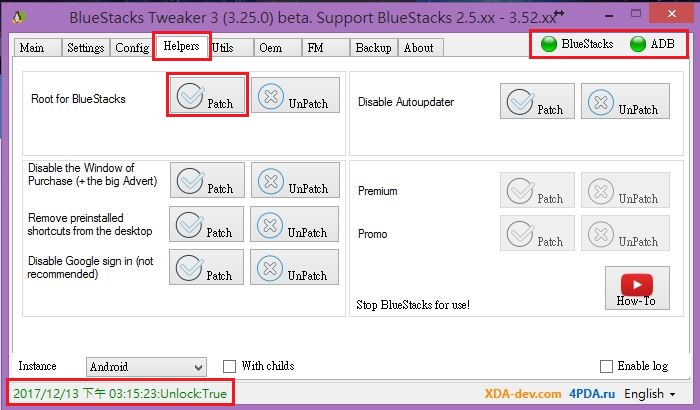 BlueStacks Tweaker 3 (3.25.0) beta. Support BlueStacks 2.5.xx - 3.52.xx
Main Settings Config Helpers Utils Oem FM Backup About
BlueStacks ADB
Root for BlueStacks Patch UnPatch
Disable Autoupdater Patch UnPatch
Disable the Window of
Purchase (+ the big Advert) Patch UnPatch
Remove preinstalled
shortcuts from the desktop Patch UnPatch
Disable Google sign in (not
recommended) Patch UnPatch
Premium Patch UnPatch
Promo Patch UnPatch
Stop BlueStacks for use! How-To
Instance Android With childs Enable log
2017/12/13 下午 03:15:23:Unlock:True
XDA-dev.com 4PDA.ru English